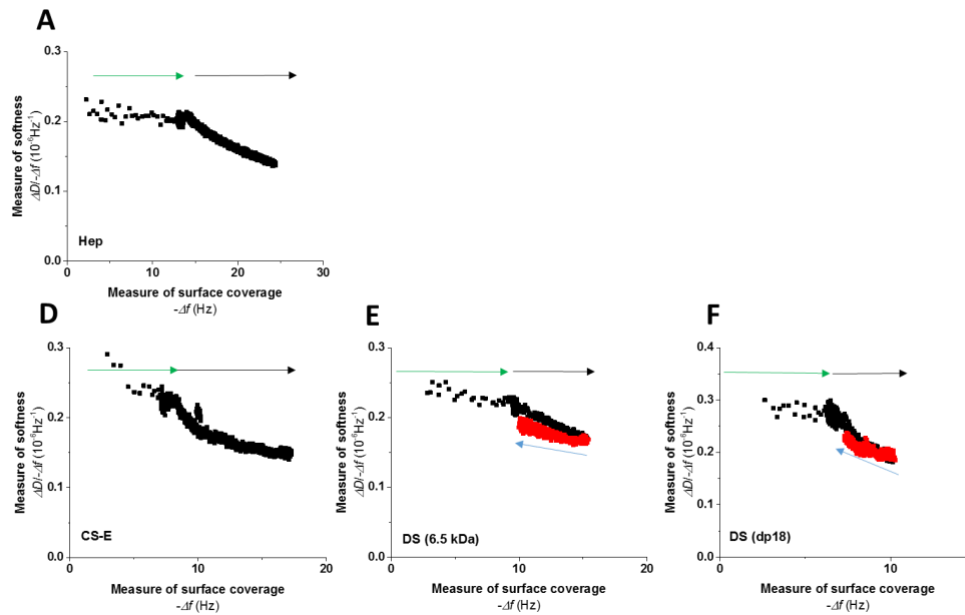 A
Measure of softness
ΔD/-Δf (10⁻⁶Hz⁻¹)
0.3
0.2
0.1
0.0
Hep
0 10 20 30
Measure of surface coverage
-Δf (Hz)
D
Measure of softness
ΔD/-Δf (10⁻⁶Hz⁻¹)
0.3
0.2
0.1
0.0
CS-E
0 10 20
Measure of surface coverage
-Δf (Hz)
E
Measure of softness
ΔD/-Δf (10⁻⁶Hz⁻¹)
0.3
0.2
0.1
0.0
DS (6.5 kDa)
0 10 20
Measure of surface coverage
-Δf (Hz)
F
Measure of softness
ΔD/-Δf (10⁻⁶Hz⁻¹)
0.4
0.3
0.2
0.1
0.0
DS (dp18)
0 10
Measure of surface coverage
-Δf (Hz)